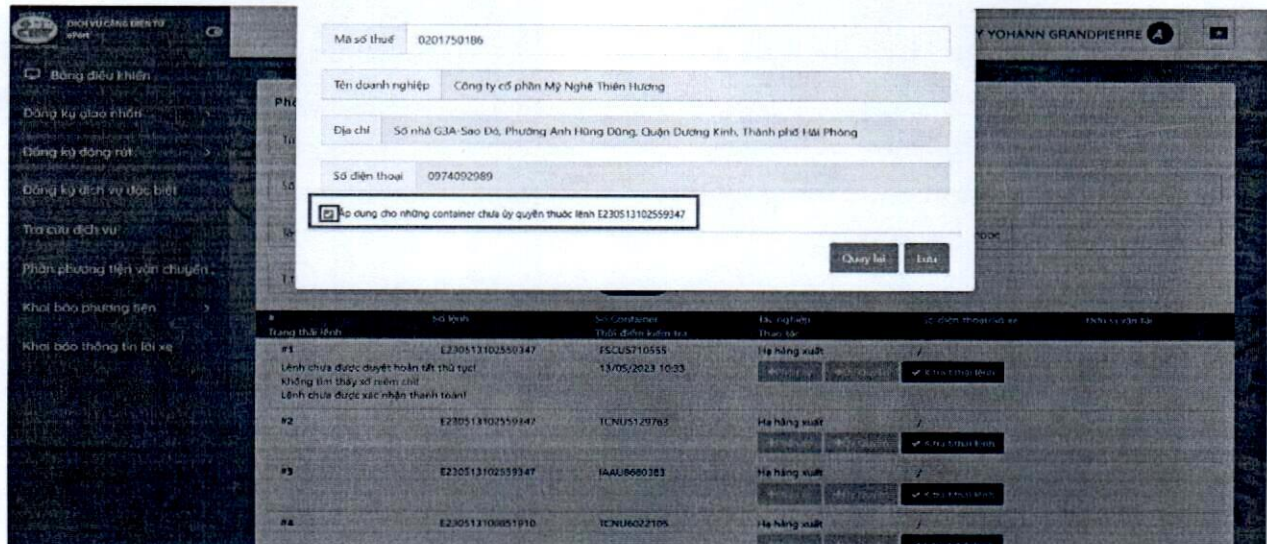 DỊCH VỤ CẢNG ĐIỆN TỬ
ePort
Y YOHANN GRANDPIERRE A
Bảng điều khiển
Đăng ký giao nhận
Đăng ký đóng rút
Đăng ký dịch vụ đặc biệt
Tra cứu dịch vụ
Phân phương tiện vận chuyển
Khai báo phương tiện
Khai báo thông tin lái xe
Mã số thuế 0201750186
Tên doanh nghiệp Công ty cổ phần Mỹ Nghệ Thiên Hương
Địa chỉ Số nhà G3A-Sao Đỏ, Phường Anh Hùng Dũng, Quận Dương Kinh, Thành phố Hải Phòng
Số điện thoại 0974092989
Áp dụng cho những container chưa ủy quyền thuộc lệnh E230513102559347
Quay lại Lưu
# Số lệnh Số Container Tác nghiệp Số điện thoại/Số xe Đơn vị vận tải
Trạng thái lệnh Thời điểm kiểm tra Thao tác
#1 E230513102559347 FSCU5710555 Hạ hàng xuất /
Lệnh chưa được duyệt hoàn tất thủ tục! 13/05/2023 10:33
Không tìm thấy số niêm chì!
Lệnh chưa được xác nhận thanh toán!
#2 E230513102559347 TCNU5129763 Hạ hàng xuất /
#3 E230513102559347 IAAU8680383 Hạ hàng xuất /
#4 E230513100851910 TCNU6022105 Hạ hàng xuất /